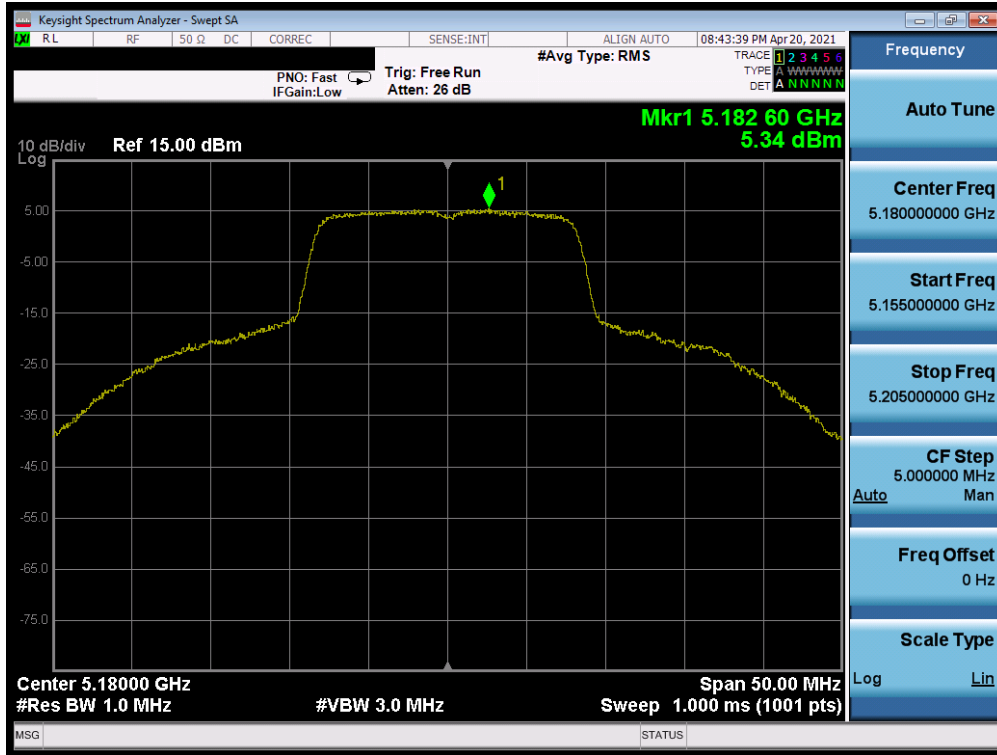 Keysight Spectrum Analyzer - Swept SA
LXI RL RF 50 Ω DC CORREC SENSE:INT ALIGN AUTO 08:43:39 PM Apr 20, 2021
#Avg Type: RMS
TRACE 1 2 3 4 5 6
PNO: Fast Trig: Free Run
TYPE A WWWWW
IFGain:Low Atten: 26 dB
DET A N N N N N
Mkr1 5.182 60 GHz
5.34 dBm
10 dB/div Ref 15.00 dBm
Log
1
5.00
-5.00
-15.0
-25.0
-35.0
-45.0
-55.0
-65.0
-75.0
Center 5.18000 GHz Span 50.00 MHz
#Res BW 1.0 MHz #VBW 3.0 MHz Sweep 1.000 ms (1001 pts)
MSG STATUS
Frequency
Auto Tune
Center Freq
5.180000000 GHz
Start Freq
5.155000000 GHz
Stop Freq
5.205000000 GHz
CF Step
5.000000 MHz
Auto Man
Freq Offset
0 Hz
Scale Type
Log Lin